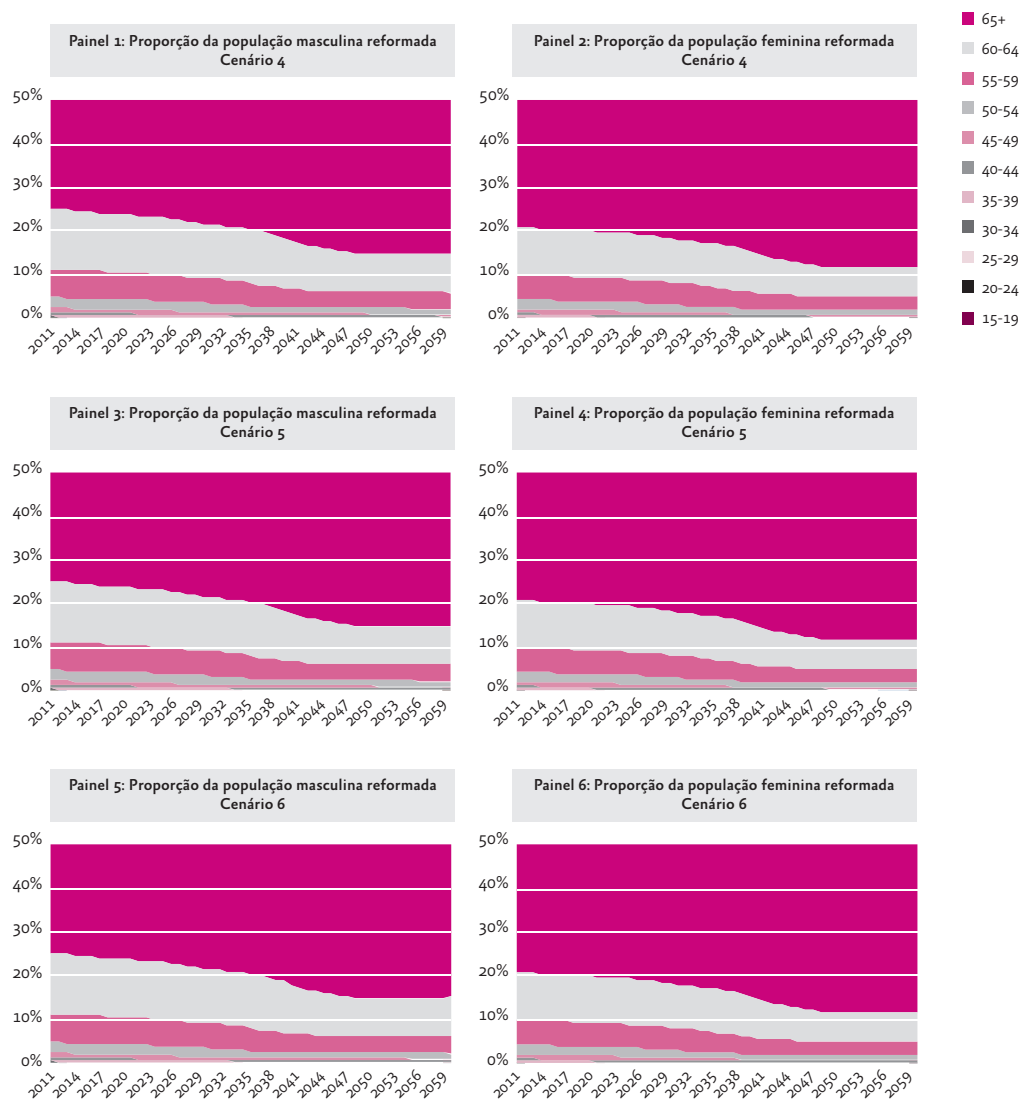 65+
60-64
55-59
50-54
45-49
40-44
35-39
30-34
25-29
20-24
15-19
Painel 1: Proporção da população masculina reformada
Cenário 4
50%
40%
30%
20%
10%
0%
2011 2014 2017 2020 2023 2026 2029 2032 2035 2038 2041 2044 2047 2050 2053 2056 2059
Painel 2: Proporção da população feminina reformada
Cenário 4
50%
40%
30%
20%
10%
0%
2011 2014 2017 2020 2023 2026 2029 2032 2035 2038 2041 2044 2047 2050 2053 2056 2059
Painel 3: Proporção da população masculina reformada
Cenário 5
50%
40%
30%
20%
10%
0%
2011 2014 2017 2020 2023 2026 2029 2032 2035 2038 2041 2044 2047 2050 2053 2056 2059
Painel 4: Proporção da população feminina reformada
Cenário 5
50%
40%
30%
20%
10%
0%
2011 2014 2017 2020 2023 2026 2029 2032 2035 2038 2041 2044 2047 2050 2053 2056 2059
Painel 5: Proporção da população masculina reformada
Cenário 6
50%
40%
30%
20%
10%
0%
2011 2014 2017 2020 2023 2026 2029 2032 2035 2038 2041 2044 2047 2050 2053 2056 2059
Painel 6: Proporção da população feminina reformada
Cenário 6
50%
40%
30%
20%
10%
0%
2011 2014 2017 2020 2023 2026 2029 2032 2035 2038 2041 2044 2047 2050 2053 2056 2059